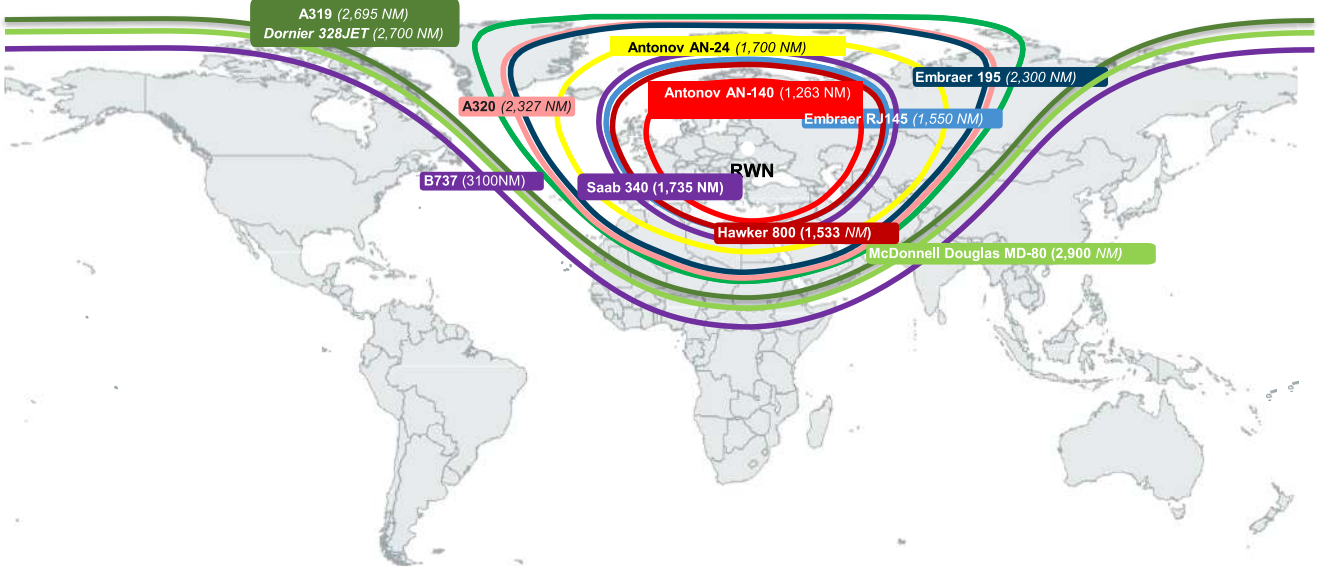 A319 (2,695 NM)
Dornier 328JET (2,700 NM)
Antonov AN-24 (1,700 NM)
Embraer 195 (2,300 NM)
Antonov AN-140 (1,263 NM)
A320 (2,327 NM)
Embraer RJ145 (1,550 NM)
RWN
B737 (3100NM)
Saab 340 (1,735 NM)
Hawker 800 (1,533 NM)
McDonnell Douglas MD-80 (2,900 NM)